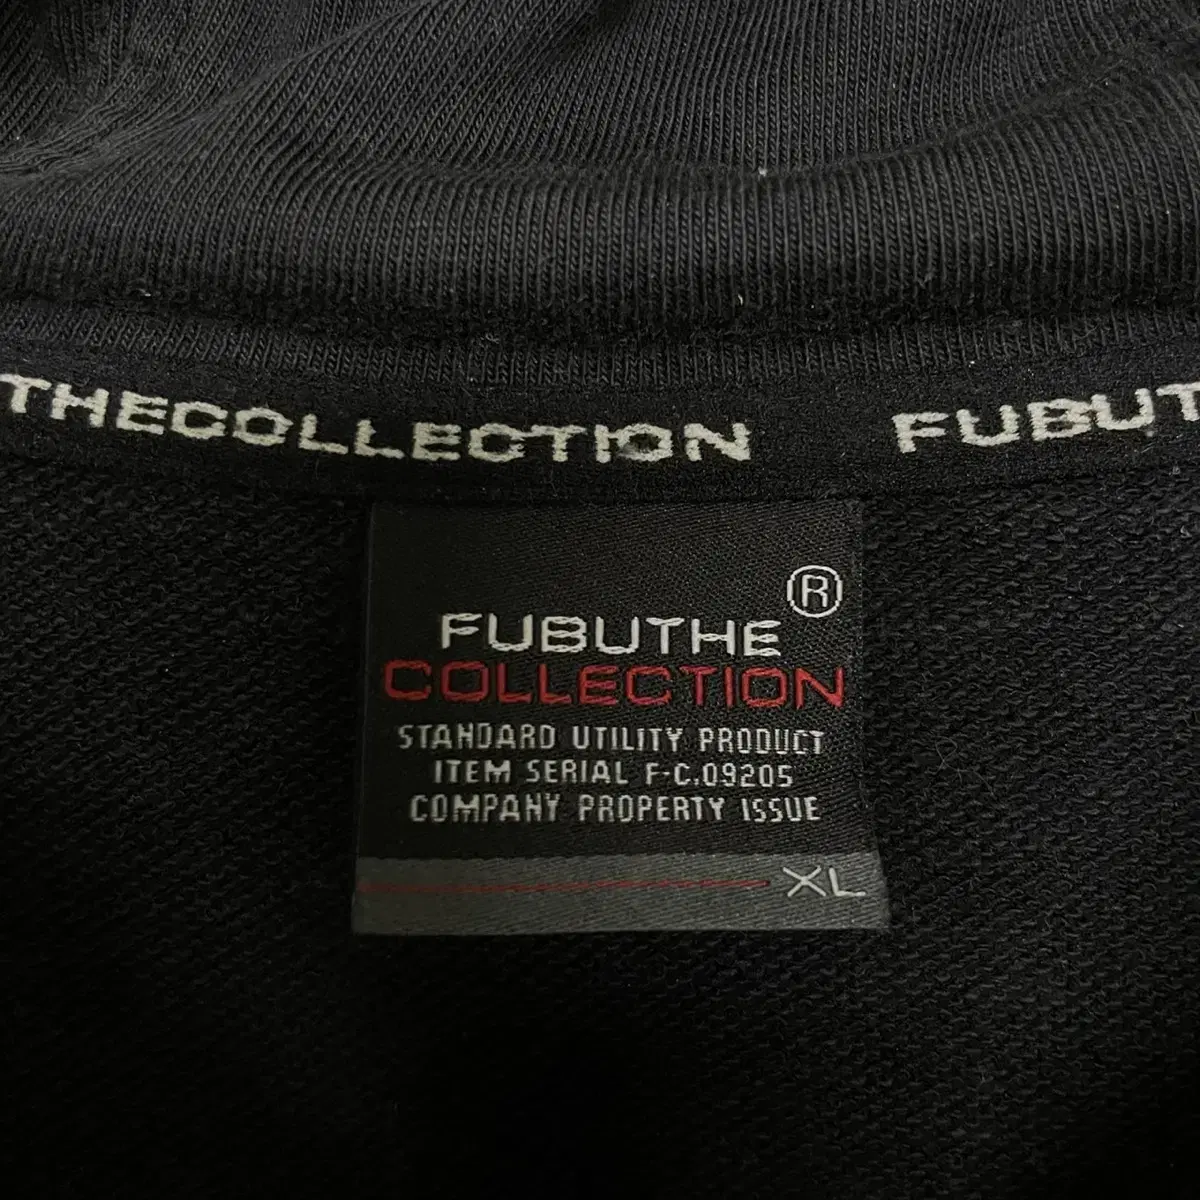 THECOLLECTION FUBUT
®
FUBUTHE
COLLECTION
STANDARD UTILITY PRODUCT
ITEM SERIAL F-C.09205
COMPANY PROPERTY ISSUE
XL